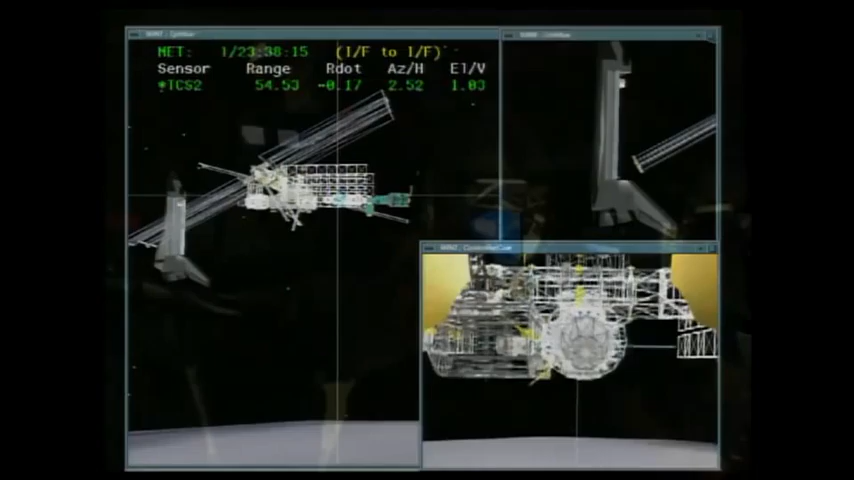 MET: 1/23:38:15 (I/F to I/F)
Sensor Range Rdot Az/H El/V
*TCS2 54.53 -0.17 2.52 1.03